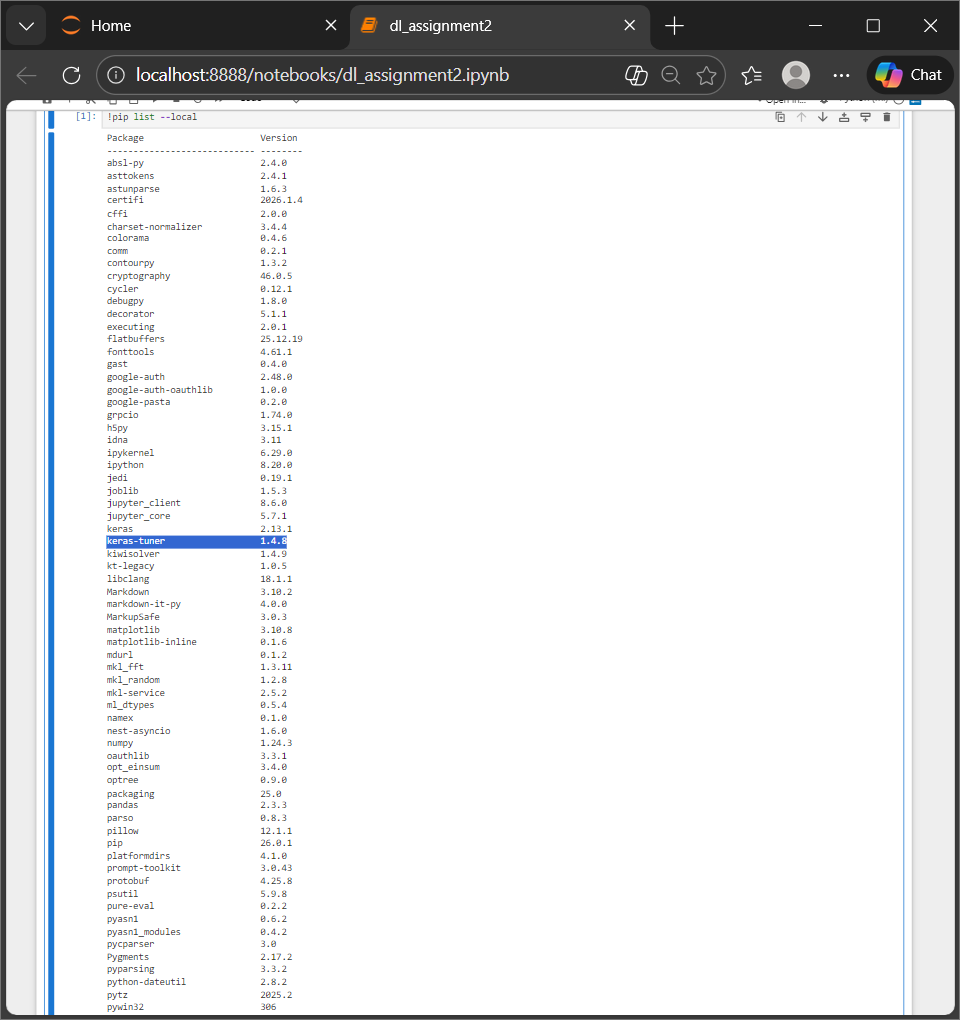 Home
dl_assignment2
localhost:8888/notebooks/dl_assignment2.ipynb
Chat
[1]: !pip list --local
Package Version
---------------------------- --------
absl-py 2.4.0
asttokens 2.4.1
astunparse 1.6.3
certifi 2026.1.4
cffi 2.0.0
charset-normalizer 3.4.4
colorama 0.4.6
comm 0.2.1
contourpy 1.3.2
cryptography 46.0.5
cycler 0.12.1
debugpy 1.8.0
decorator 5.1.1
executing 2.0.1
flatbuffers 25.12.19
fonttools 4.61.1
gast 0.4.0
google-auth 2.48.0
google-auth-oauthlib 1.0.0
google-pasta 0.2.0
grpcio 1.74.0
h5py 3.15.1
idna 3.11
ipykernel 6.29.0
ipython 8.20.0
jedi 0.19.1
joblib 1.5.3
jupyter_client 8.6.0
jupyter_core 5.7.1
keras 2.13.1
keras-tuner 1.4.8
kiwisolver 1.4.9
kt-legacy 1.0.5
libclang 18.1.1
Markdown 3.10.2
markdown-it-py 4.0.0
MarkupSafe 3.0.3
matplotlib 3.10.8
matplotlib-inline 0.1.6
mdurl 0.1.2
mkl_fft 1.3.11
mkl_random 1.2.8
mkl-service 2.5.2
ml_dtypes 0.5.4
namex 0.1.0
nest-asyncio 1.6.0
numpy 1.24.3
oauthlib 3.3.1
opt_einsum 3.4.0
optree 0.9.0
packaging 25.0
pandas 2.3.3
parso 0.8.3
pillow 12.1.1
pip 26.0.1
platformdirs 4.1.0
prompt-toolkit 3.0.43
protobuf 4.25.8
psutil 5.9.8
pure-eval 0.2.2
pyasn1 0.6.2
pyasn1_modules 0.4.2
pycparser 3.0
Pygments 2.17.2
pyparsing 3.3.2
python-dateutil 2.8.2
pytz 2025.2
pywin32 306